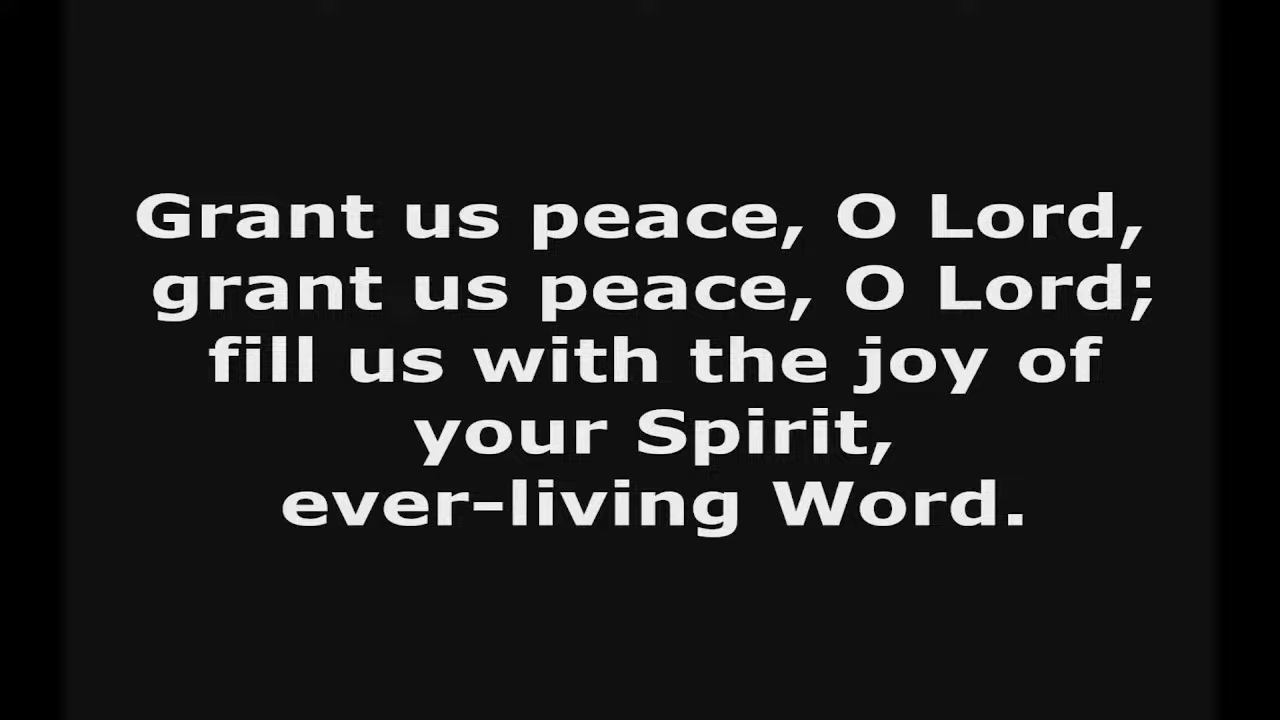 Grant us peace, O Lord,
grant us peace, O Lord;
fill us with the joy of
your Spirit,
ever-living Word.